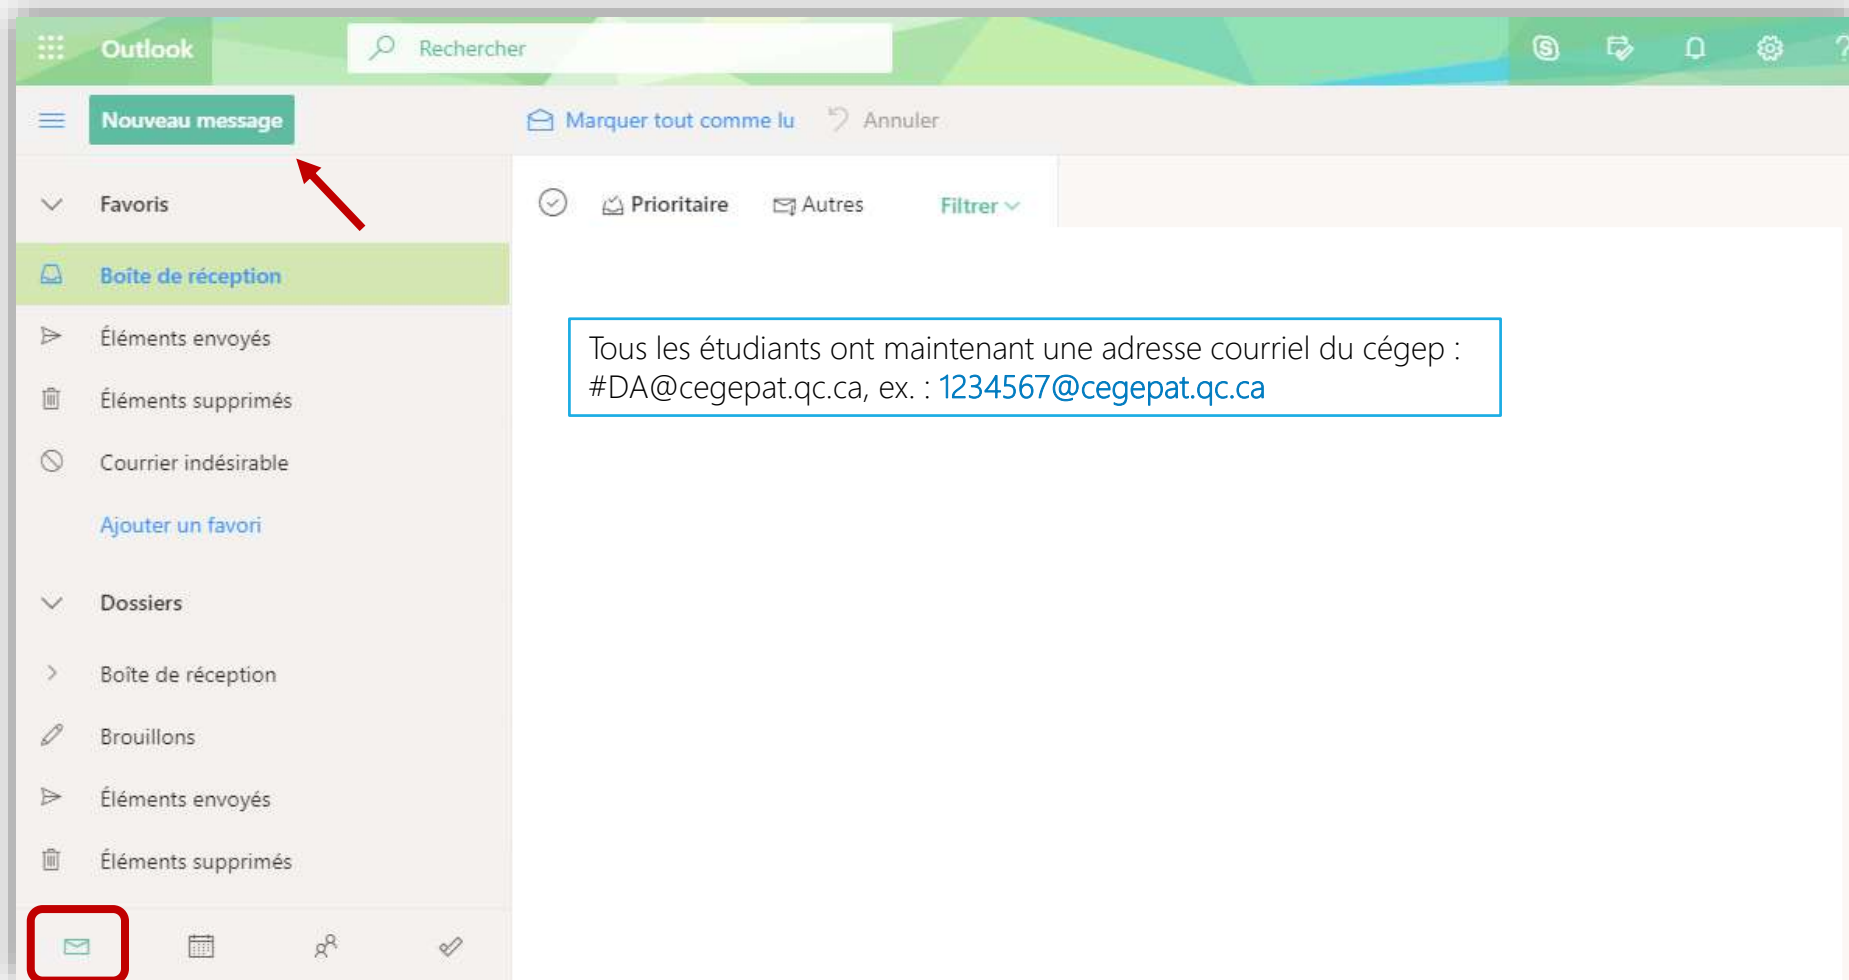 Outlook
Rechercher
Nouveau message
Marquer tout comme lu
Annuler
Favoris
Prioritaire
Autres
Filtrer
Boîte de réception
Éléments envoyés
Éléments supprimés
Courrier indésirable
Ajouter un favori
Tous les étudiants ont maintenant une adresse courriel du cégep :
#DA@cegepat.qc.ca, ex. : 1234567@cegepat.qc.ca
Dossiers
Boîte de réception
Brouillons
Éléments envoyés
Éléments supprimés